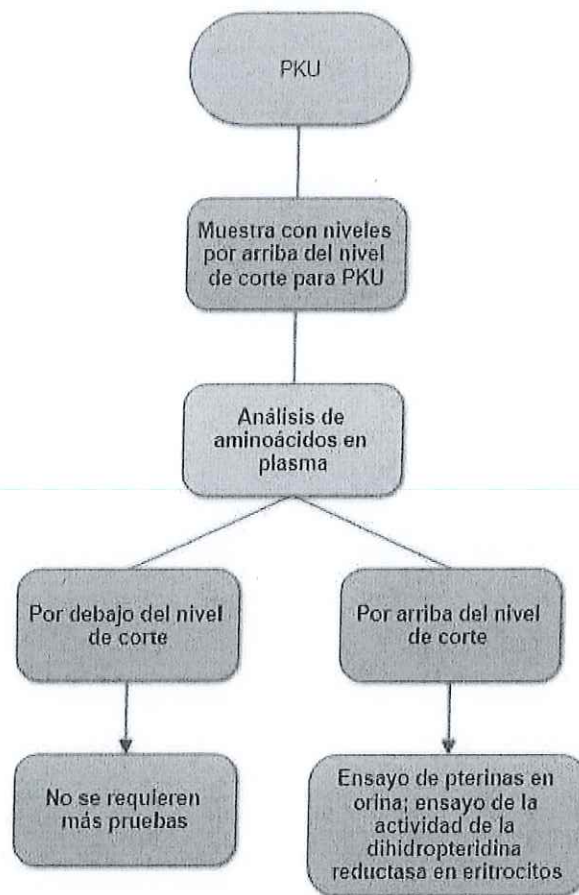 PKU
Muestra con niveles
por arriba del nivel
de corte para PKU
Análisis de
aminoácidos en
plasma
Por debajo del nivel
de corte
Por arriba del nivel
de corte
No se requieren
más pruebas
Ensayo de pterinas en
orina; ensayo de la
actividad de la
dihidropteridina
reductasa en eritrocitos